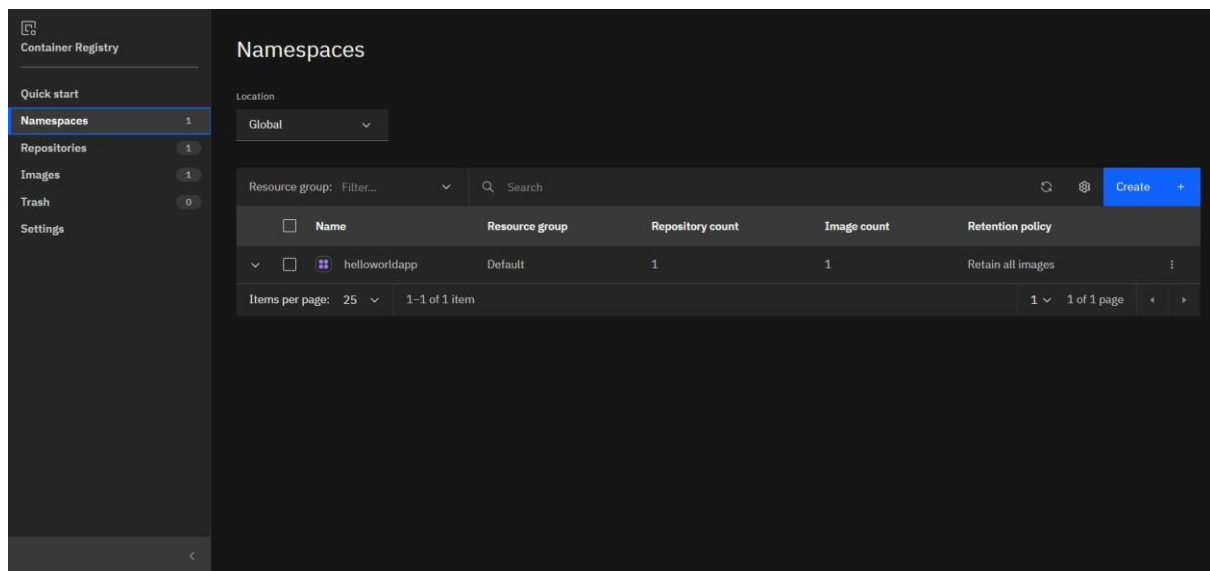 Container Registry
Quick start
Namespaces 1
Repositories 1
Images 1
Trash 0
Settings
Namespaces
Location
Global
Resource group: Filter... Search Create +
Name Resource group Repository count Image count Retention policy
helloworldapp Default 1 1 Retain all images
Items per page: 25 1–1 of 1 item 1 1 of 1 page